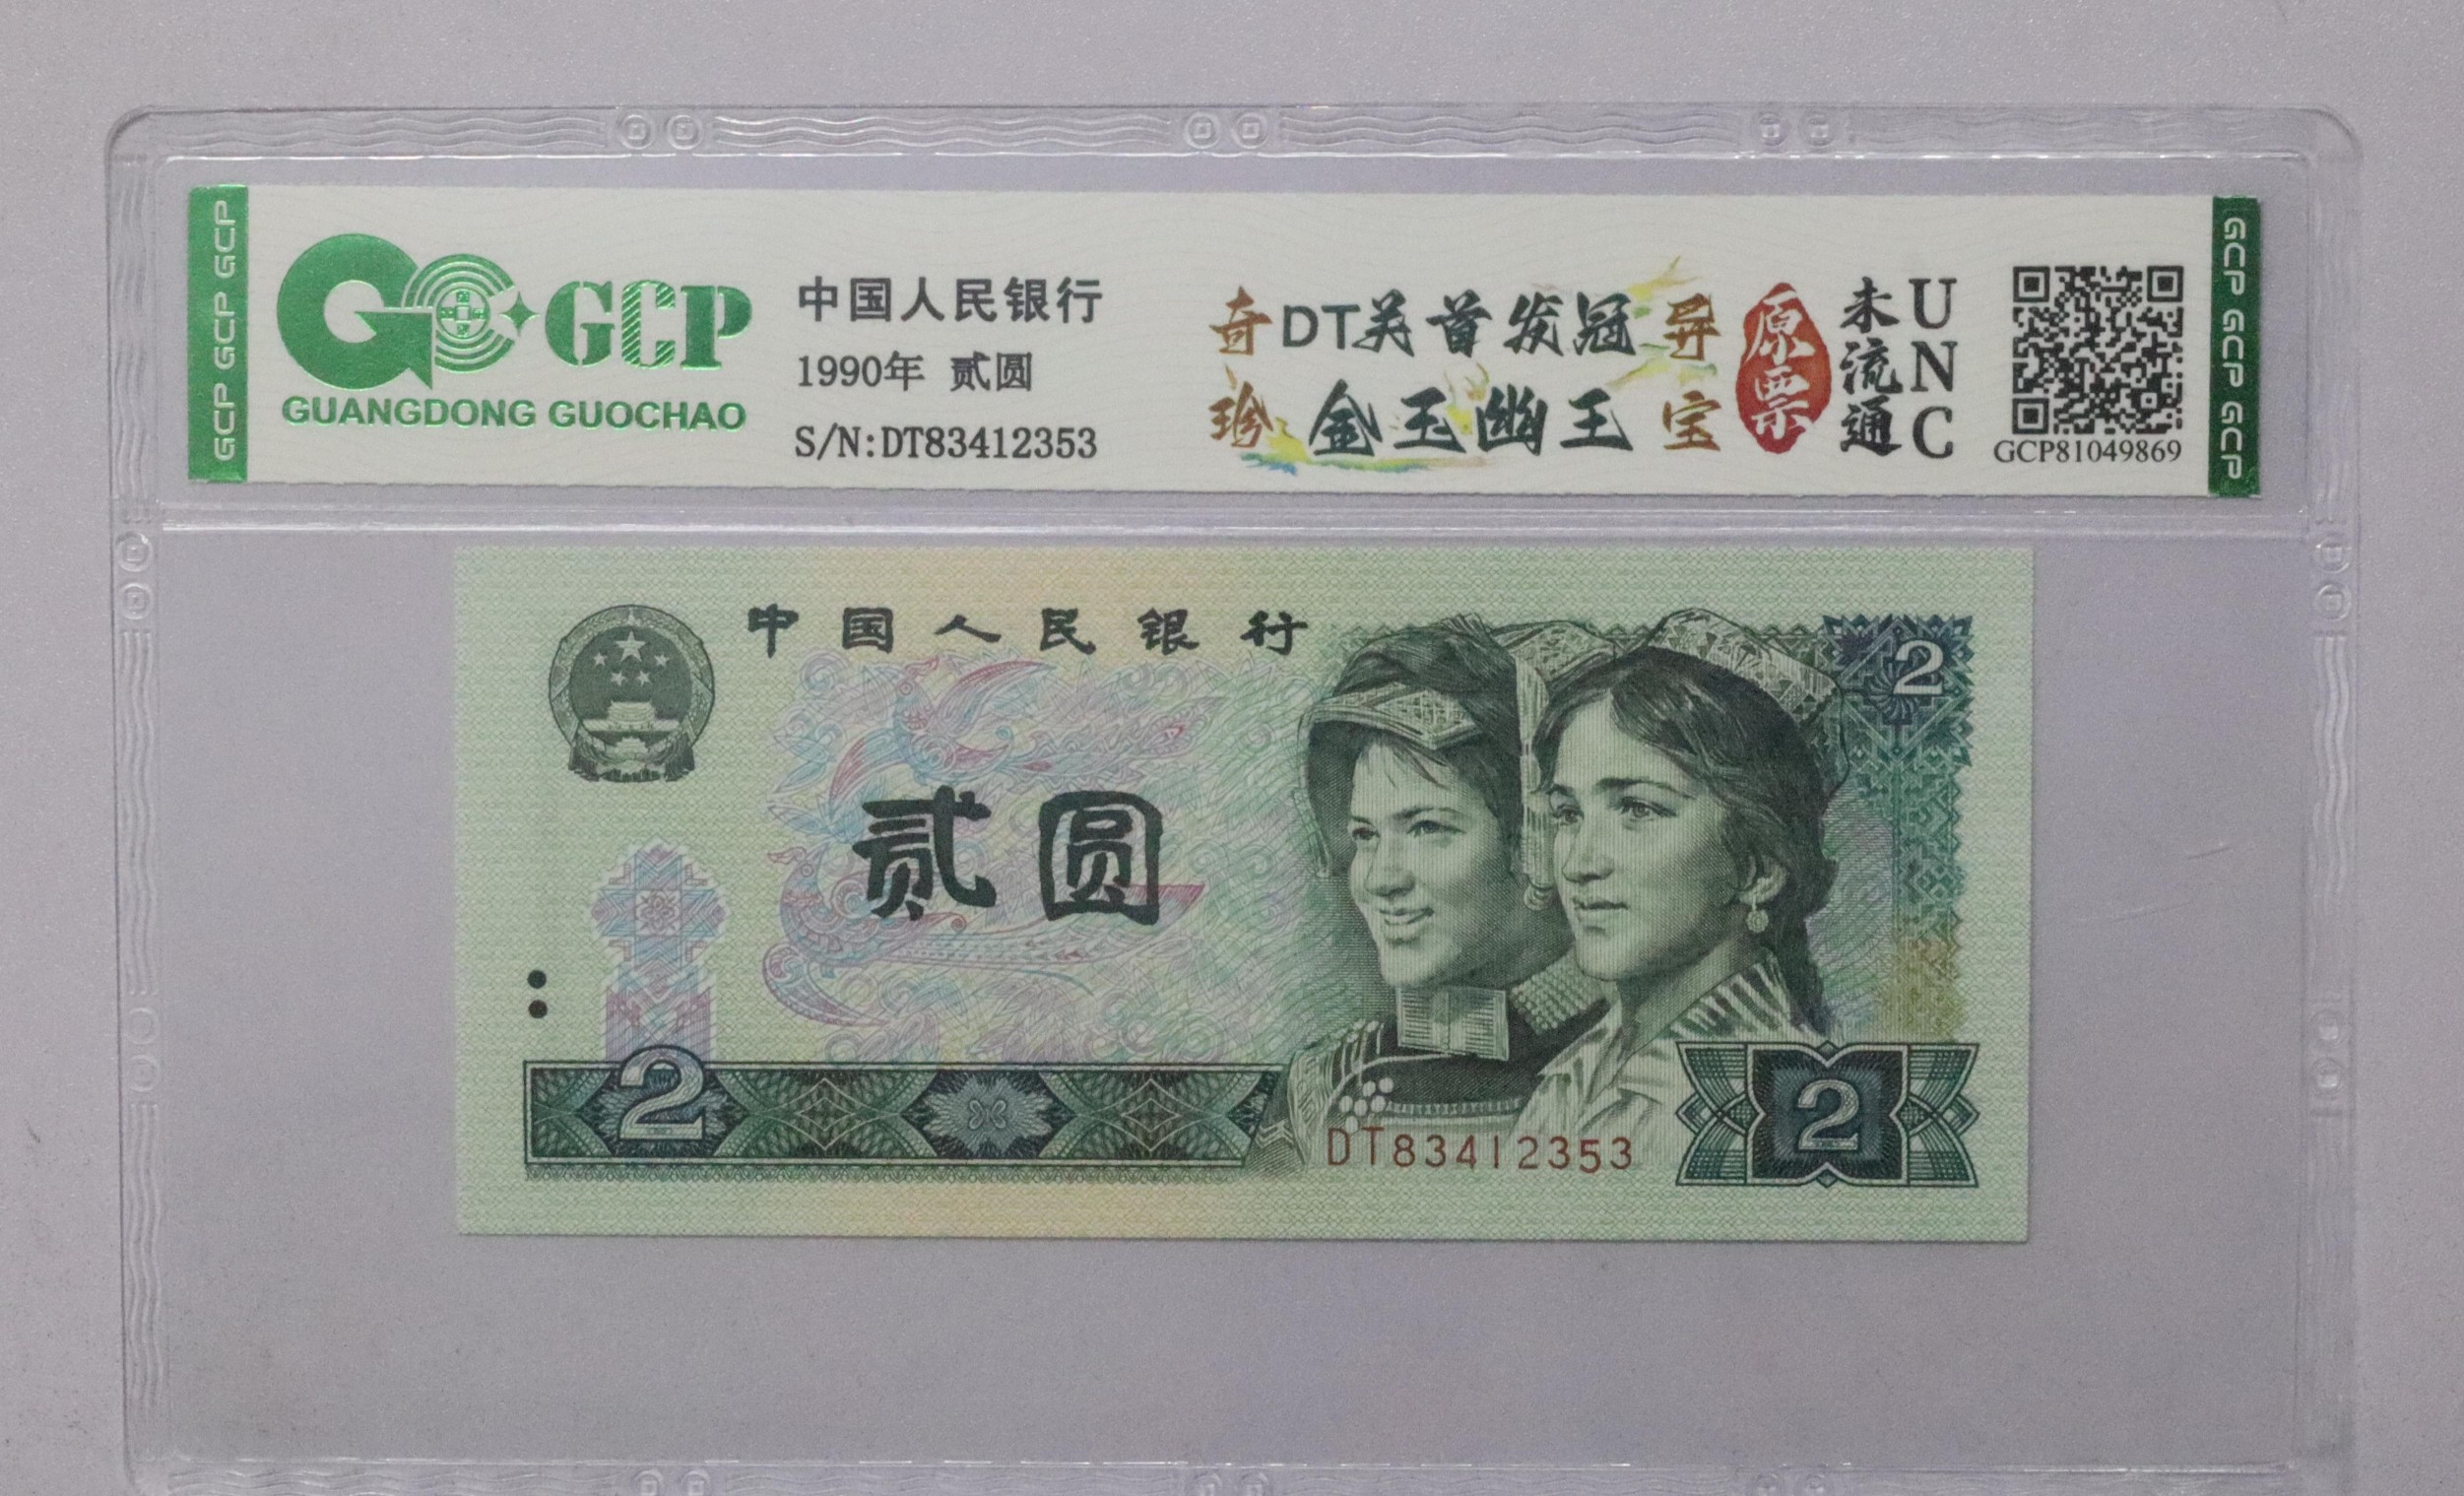 GCP GCP GCP
GCP
GUANGDONG GUOCHAO
中国人民银行
1990年 贰圆
S/N:DT83412353
奇珍
DT关首发冠
金玉幽王
异宝
原票
未流通
UNC
GCP81049869
GCP GCP GCP
中国人民银行
2
贰圆
2
DT83412353
2